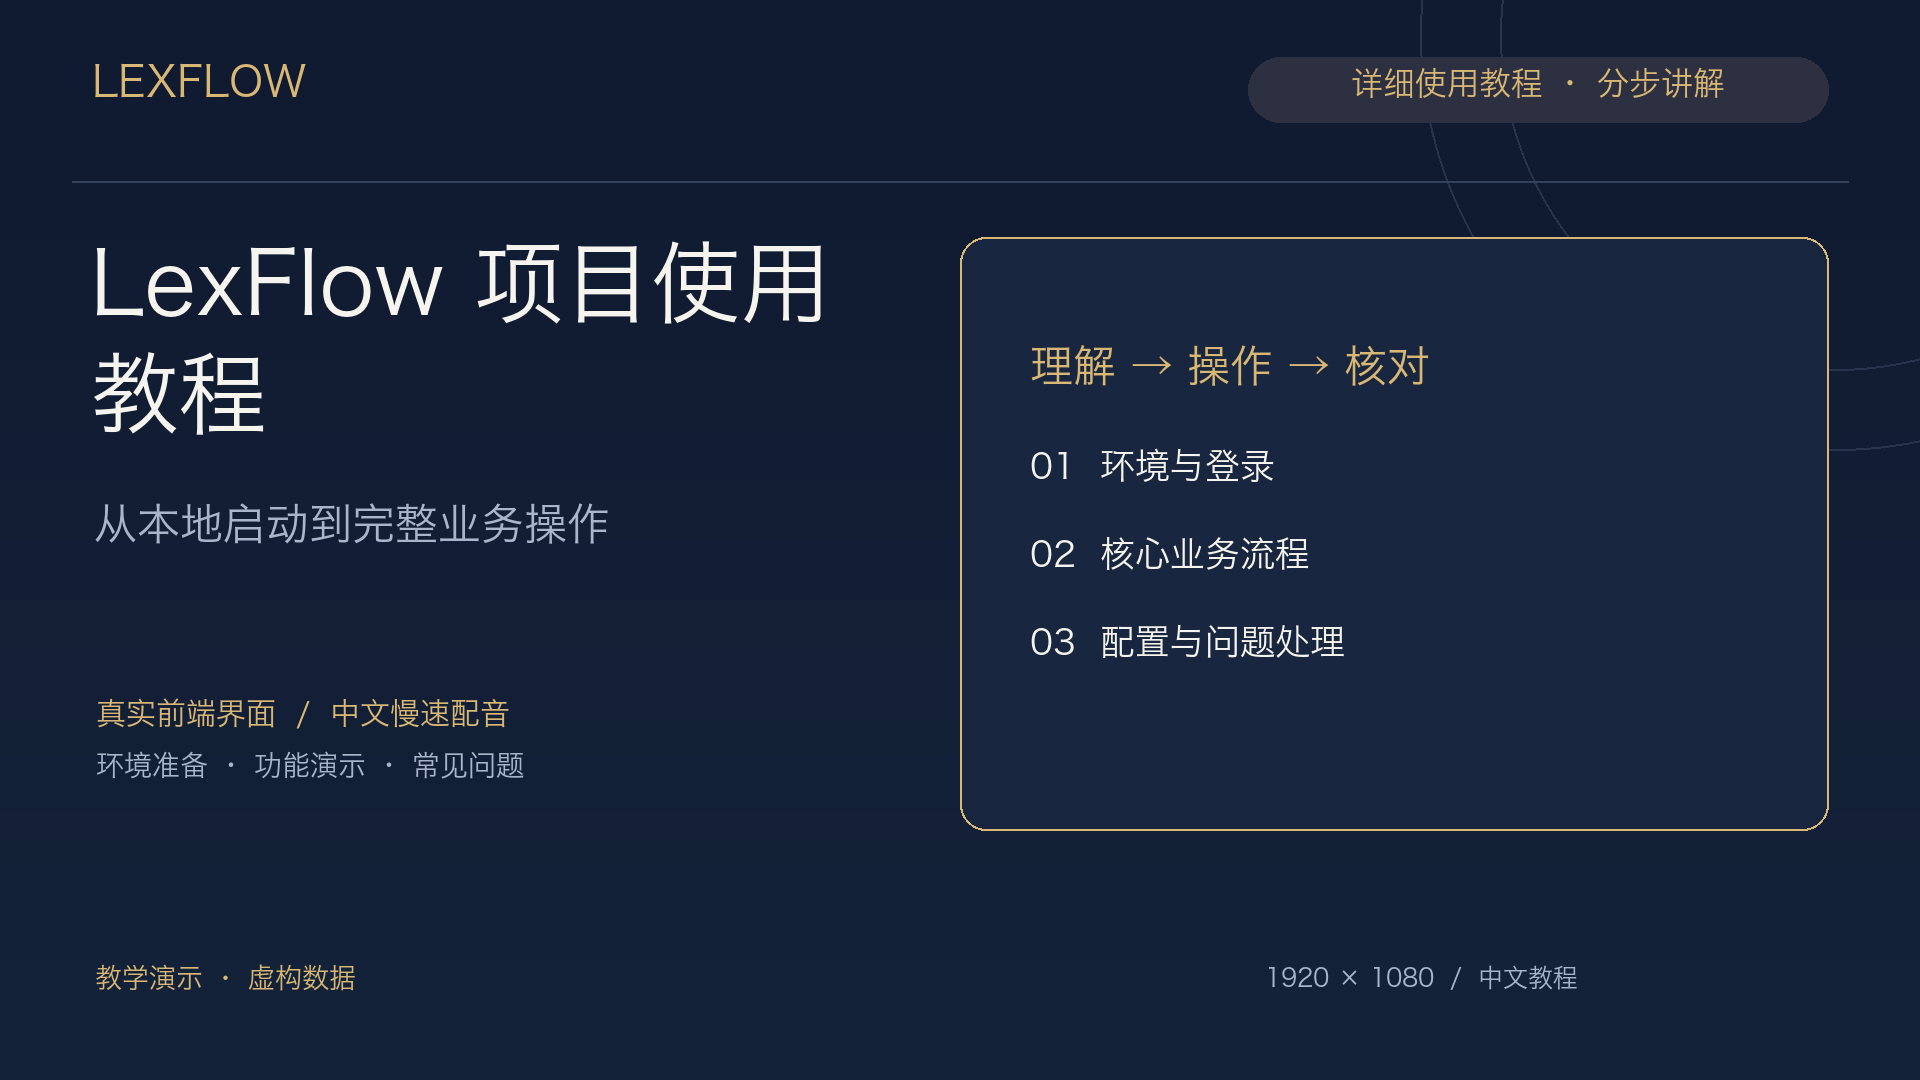 LEXFLOW
详细使用教程 · 分步讲解
LexFlow 项目使用
教程
从本地启动到完整业务操作
真实前端界面 / 中文慢速配音
环境准备 · 功能演示 · 常见问题
理解 → 操作 → 核对
01 环境与登录
02 核心业务流程
03 配置与问题处理
教学演示 · 虚构数据
1920 × 1080 / 中文教程